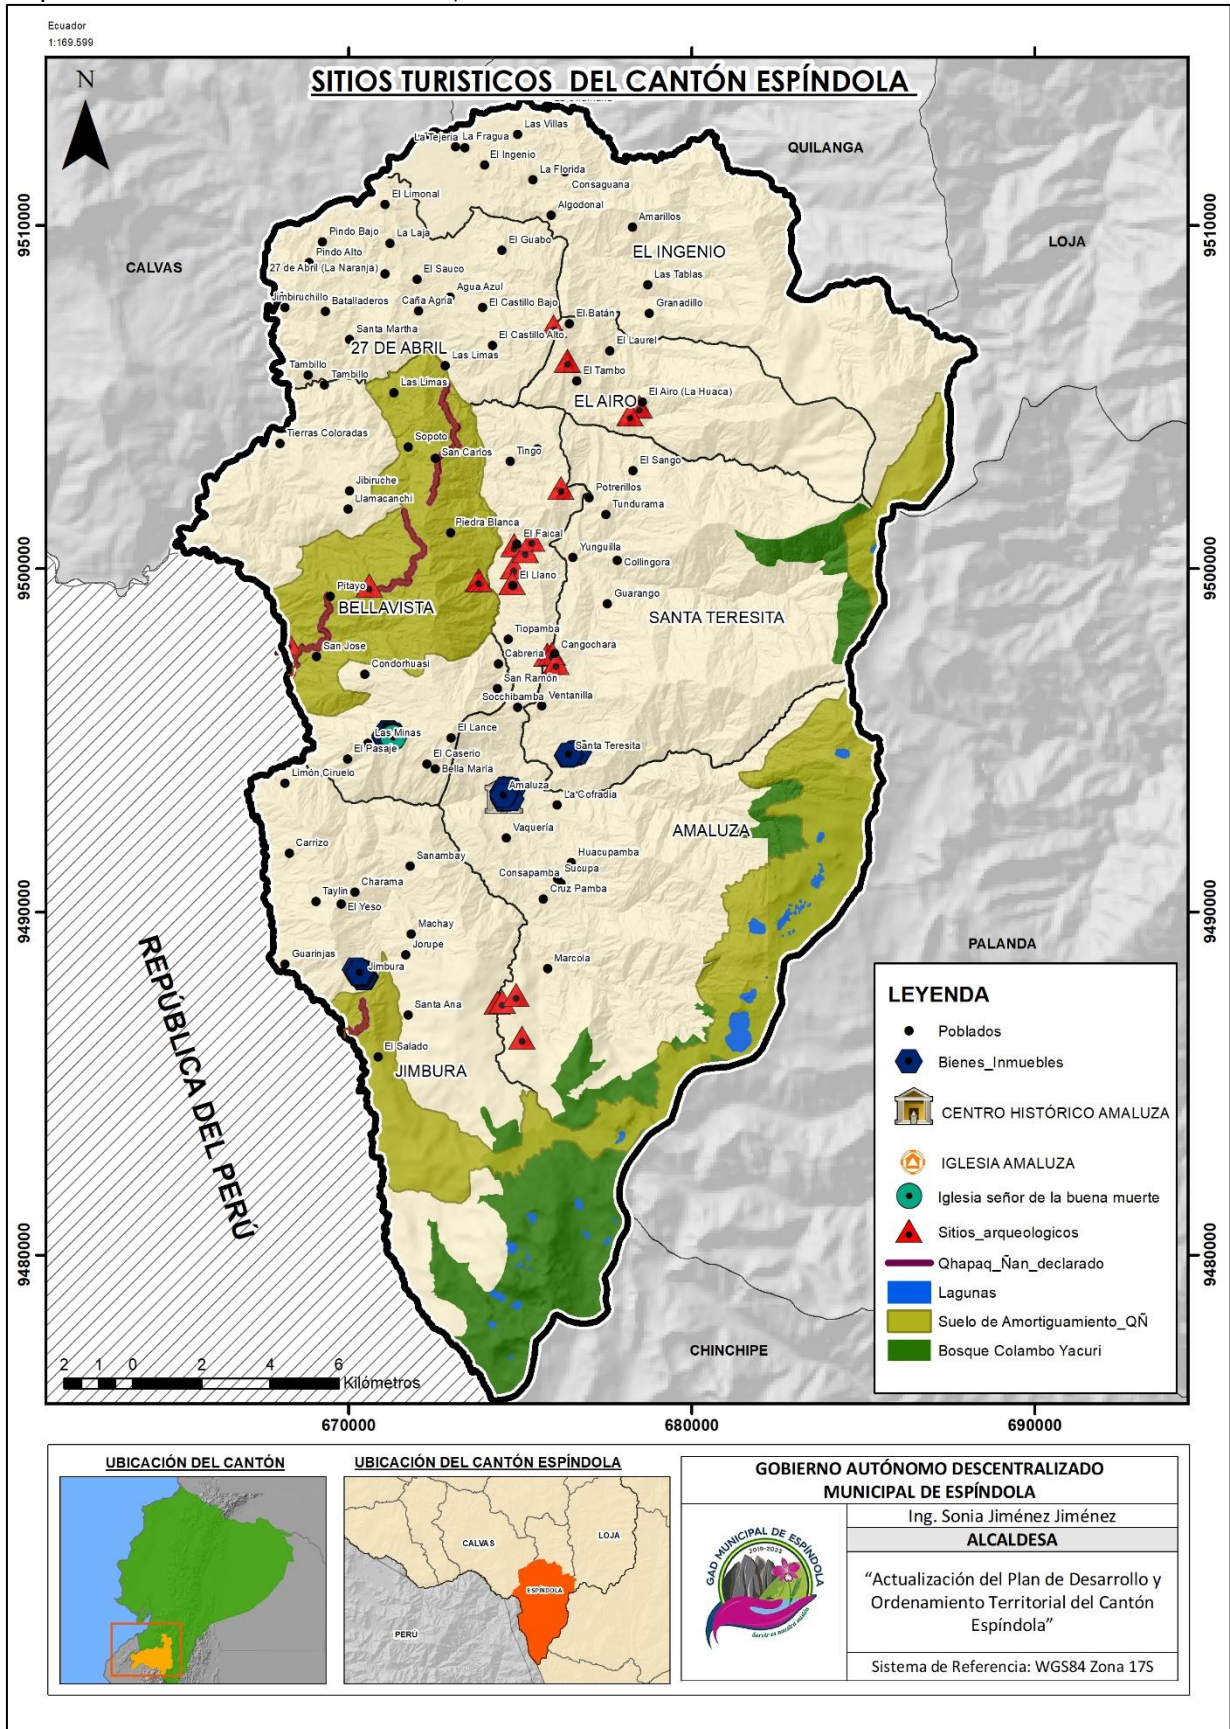 Ecuador
1:169.599
SITIOS TURISTICOS DEL CANTÓN ESPÍNDOLA
N
QUILANGA
LOJA
CALVAS
PALANDA
CHINCHIPE
REPÚBLICA DEL PERÚ
9510000
9500000
9490000
9480000
9510000
9500000
9490000
9480000
Las Villas
La Tejeria
La Fragua
El Ingenio
La Florida
Consaguana
El Limonal
Algodonal
Amarillos
Pindo Bajo
La Laja
El Guabo
EL INGENIO
Pindo Alto
27 de Abril (La Naranja)
El Sauco
Las Tablas
Agua Azul
Jimbiruchillo
Batalladeros
Caña Agria
El Castillo Bajo
Granadillo
El Batán
Santa Martha
El Castillo Alto
27 DE ABRIL
El Laurel
Las Limas
Tambillo
Tambillo
El Tambo
Las Limas
El Airo (La Huaca)
EL AIRO
Tierras Coloradas
Sopoto
San Carlos
Tingo
El Sango
Jibiruche
Potrerillos
Llamacanchi
Tundurama
Piedra Blanca
El Faical
Yunguilla
Collingora
El Llano
Pitayo
Guarango
BELLAVISTA
SANTA TERESITA
Tiopamba
San Jose
Cangochara
Cabreria
Condorhuasi
San Ramón
Socchibamba
Ventanilla
Las Minas
El Lance
El Pasaje
El Caserio
Santa Teresita
Bella María
Limón Ciruelo
Amaluza
La Cofradia
AMALUZA
Vaquería
Carrizo
Huacupamba
Sanambay
Consapamba
Sucupa
Charama
Cruz Pamba
Taylin
El Yeso
Machay
Jorupe
Guarinjas
Marcola
Jimbura
Santa Ana
El Salado
JIMBURA
LEYENDA
Poblados
Bienes_Inmuebles
CENTRO HISTÓRICO AMALUZA
IGLESIA AMALUZA
Iglesia señor de la buena muerte
Sitios_arqueologicos
Qhapaq_Ñan_declarado
Lagunas
Suelo de Amortiguamiento_QÑ
Bosque Colambo Yacuri
2 1 0 2 4 6
Kilómetros
670000 680000 690000
UBICACIÓN DEL CANTÓN
UBICACIÓN DEL CANTÓN ESPÍNDOLA
CALVAS
LOJA
ESPÍNDOLA
PERÚ
GOBIERNO AUTÓNOMO DESCENTRALIZADO
MUNICIPAL DE ESPÍNDOLA
GAD MUNICIPAL DE ESPÍNDOLA
2019-2023
Servir es nuestra misión
Ing. Sonia Jiménez Jiménez
ALCALDESA
“Actualización del Plan de Desarrollo y
Ordenamiento Territorial del Cantón
Espíndola”
Sistema de Referencia: WGS84 Zona 17S